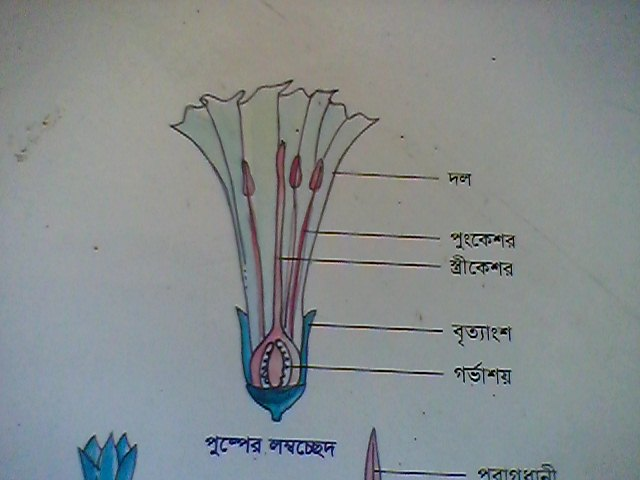 দল
পুংকেশর
স্ত্রীকেশর
বৃত্যাংশ
গর্ভাশয়
পুষ্পের লম্বচ্ছেদ
পরাগধানী